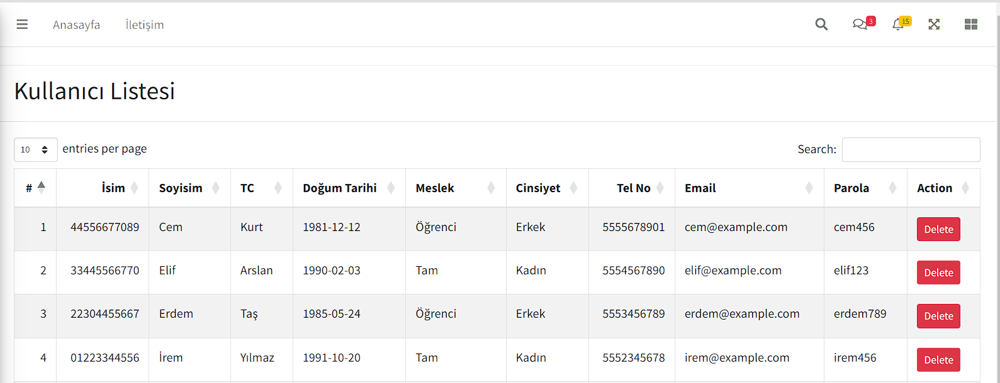 Anasayfa İletişim 3 15
Kullanıcı Listesi
10 entries per page Search:
# İsim Soyisim TC Doğum Tarihi Meslek Cinsiyet Tel No Email Parola Action
1 44556677089 Cem Kurt 1981-12-12 Öğrenci Erkek 5555678901 cem@example.com cem456 Delete
2 33445566770 Elif Arslan 1990-02-03 Tam Kadın 5554567890 elif@example.com elif123 Delete
3 22304455667 Erdem Taş 1985-05-24 Öğrenci Erkek 5553456789 erdem@example.com erdem789 Delete
4 01223344556 İrem Yılmaz 1991-10-20 Tam Kadın 5552345678 irem@example.com irem456 Delete